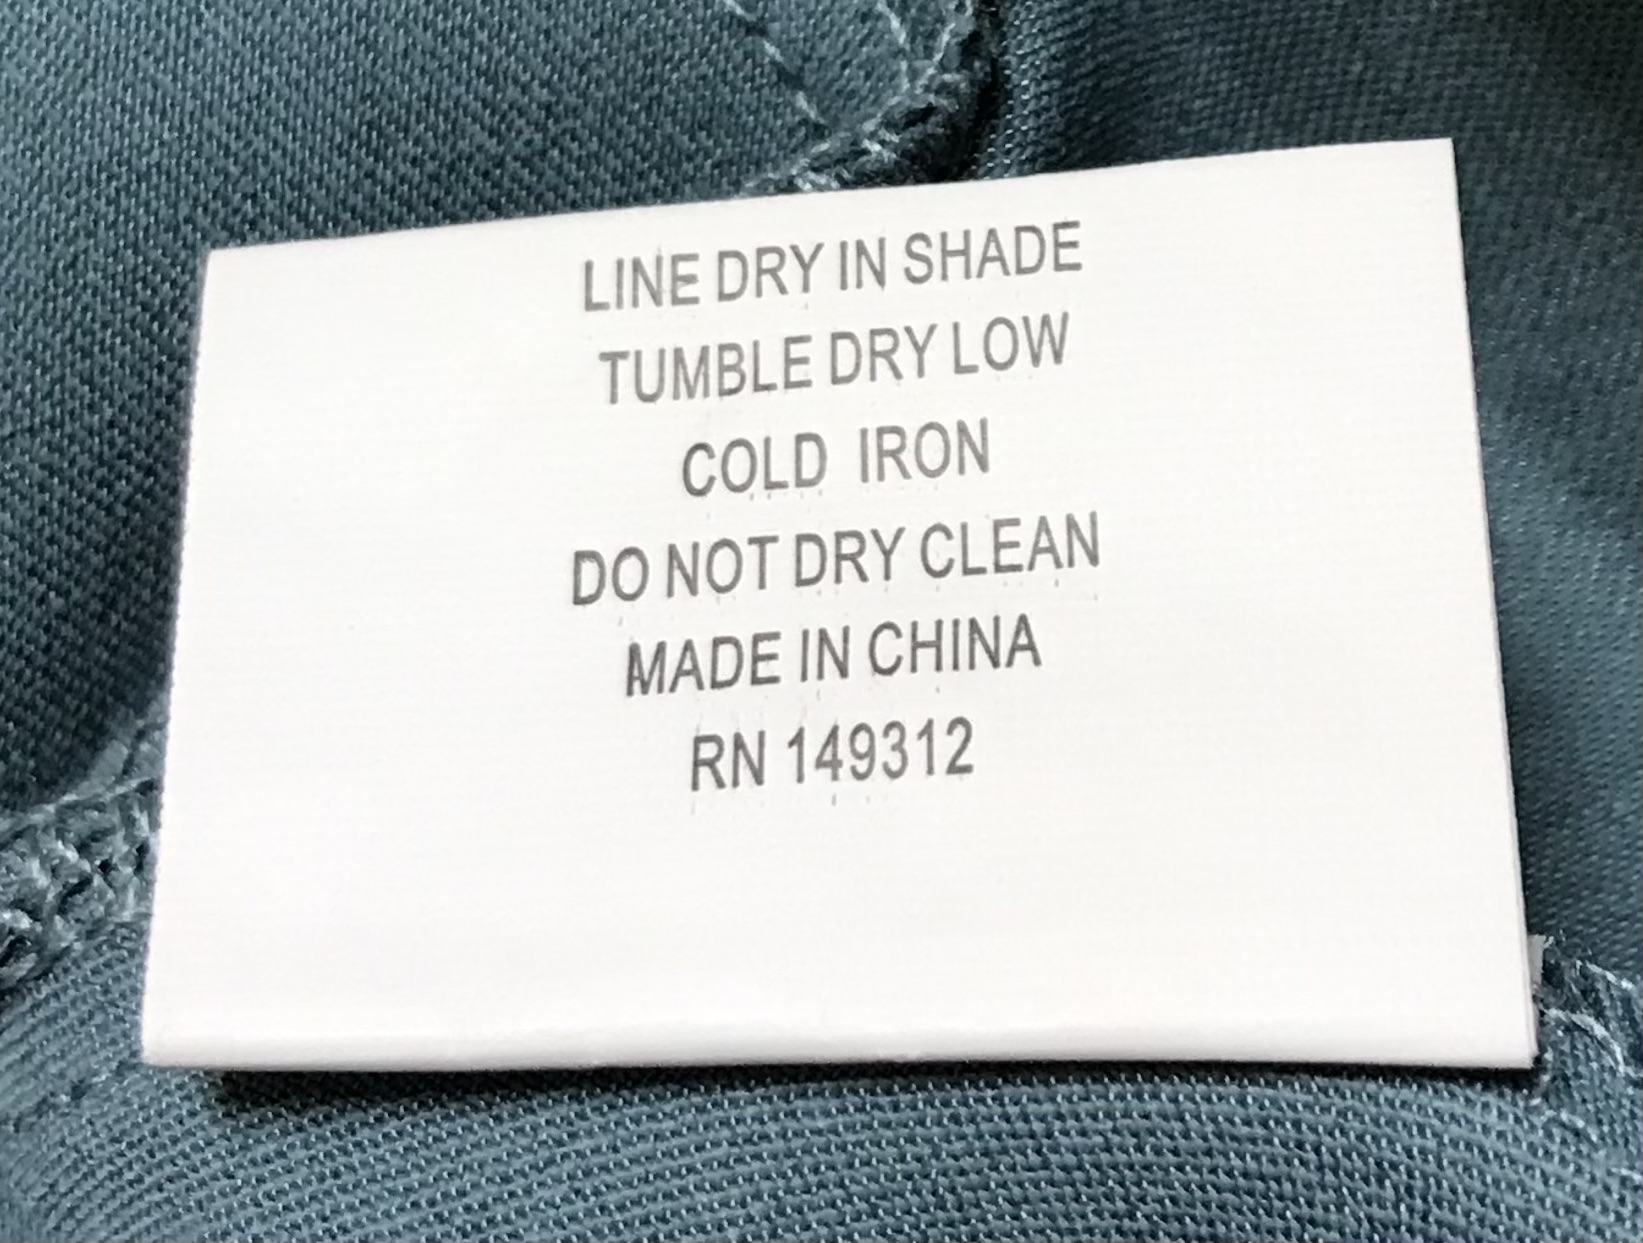 LINE DRY IN SHADE
TUMBLE DRY LOW
COLD IRON
DO NOT DRY CLEAN
MADE IN CHINA
RN 149312